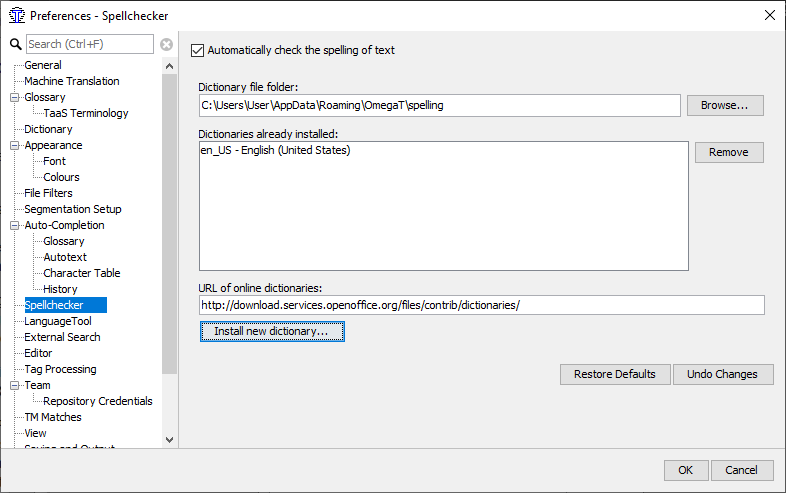 Preferences - Spellchecker
Search (Ctrl+F)
General
Machine Translation
Glossary
TaaS Terminology
Dictionary
Appearance
Font
Colours
File Filters
Segmentation Setup
Auto-Completion
Glossary
Autotext
Character Table
History
Spellchecker
LanguageTool
External Search
Editor
Tag Processing
Team
Repository Credentials
TM Matches
View
Saving and Output
Automatically check the spelling of text
Dictionary file folder:
C:\Users\User\AppData\Roaming\OmegaT\spelling
Browse...
Dictionaries already installed:
en_US - English (United States)
Remove
URL of online dictionaries:
http://download.services.openoffice.org/files/contrib/dictionaries/
Install new dictionary...
Restore Defaults
Undo Changes
OK
Cancel